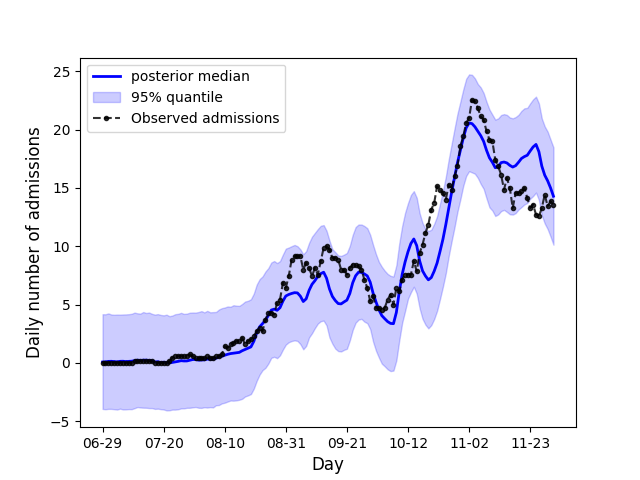 posterior median
95% quantile
Observed admissions
Daily number of admissions
25
20
15
10
5
0
−5
06-29 07-20 08-10 08-31 09-21 10-12 11-02 11-23
Day